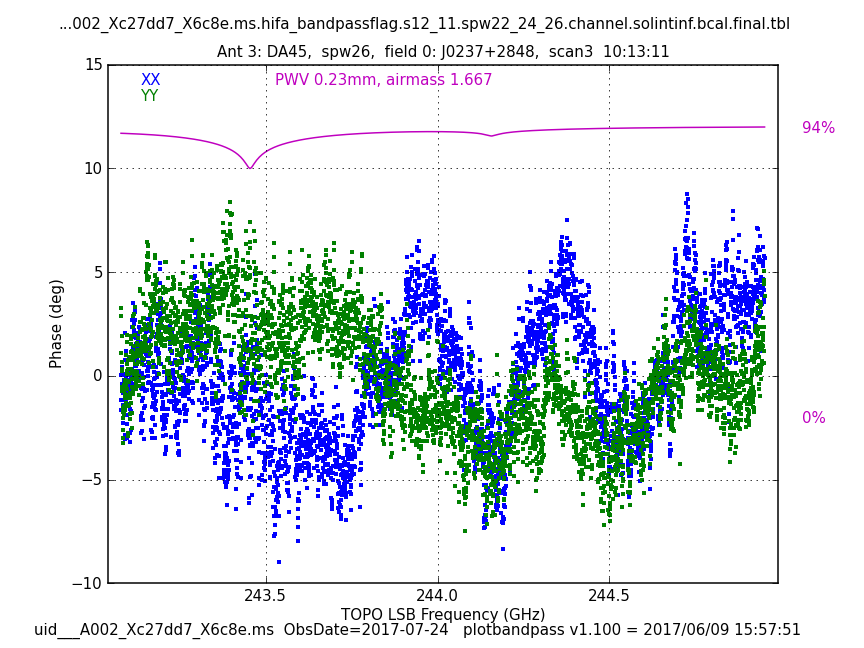 ...002_Xc27dd7_X6c8e.ms.hifa_bandpassflag.s12_11.spw22_24_26.channel.solintinf.bcal.final.tbl
Ant 3: DA45,  spw26,  field 0: J0237+2848,  scan3  10:13:11
XX
YY
PWV 0.23mm, airmass 1.667
94%
0%
15
10
5
0
−5
−10
Phase (deg)
243.5
244.0
244.5
TOPO LSB Frequency (GHz)
uid___A002_Xc27dd7_X6c8e.ms  ObsDate=2017-07-24   plotbandpass v1.100 = 2017/06/09 15:57:51